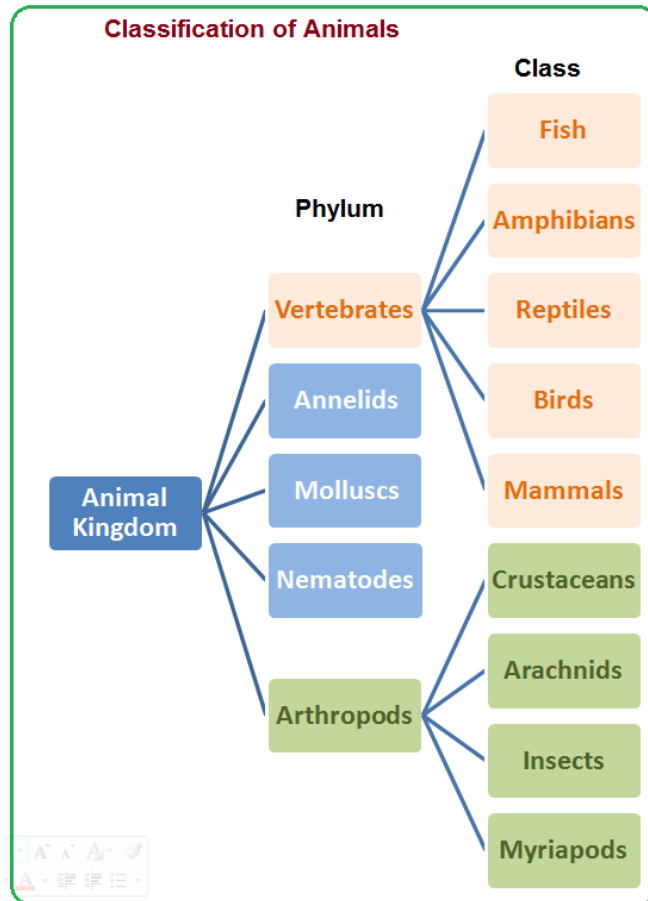 Classification of Animals
Class
Fish
Phylum
Amphibians
Vertebrates
Reptiles
Annelids
Birds
Animal
Kingdom
Molluscs
Mammals
Nematodes
Crustaceans
Arthropods
Arachnids
Insects
Myriapods